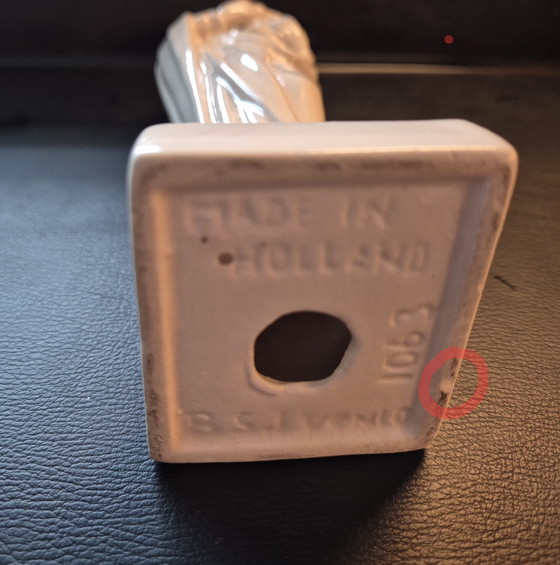 MADE IN
HOLLAND
1063
B.S.J. Venlo